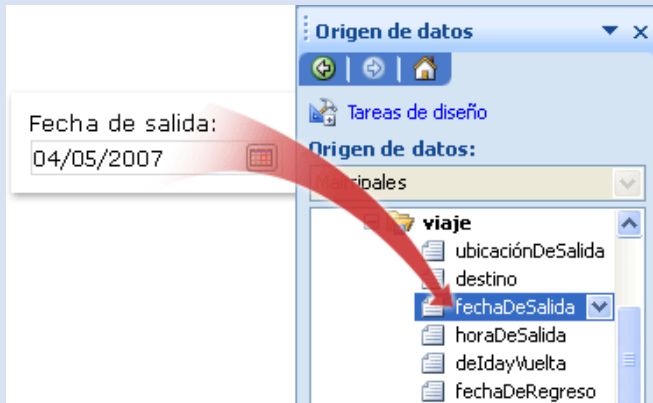 Origen de datos
Tareas de diseño
Fecha de salida:
04/05/2007
Origen de datos:
viaje
ubicaciónDeSalida
destino
fechaDeSalida
horaDeSalida
deIdayVuelta
fechaDeRegreso